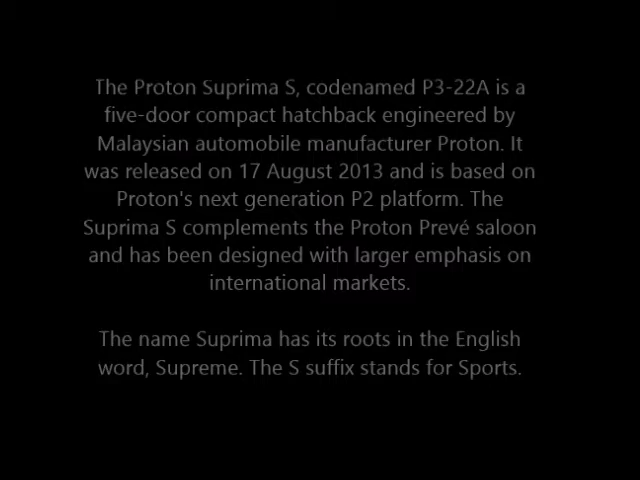 The Proton Suprima S, codenamed P3-22A is a
five-door compact hatchback engineered by
Malaysian automobile manufacturer Proton. It
was released on 17 August 2013 and is based on
Proton's next generation P2 platform. The
Suprima S complements the Proton Prevé saloon
and has been designed with larger emphasis on
international markets.
The name Suprima has its roots in the English
word, Supreme. The S suffix stands for Sports.